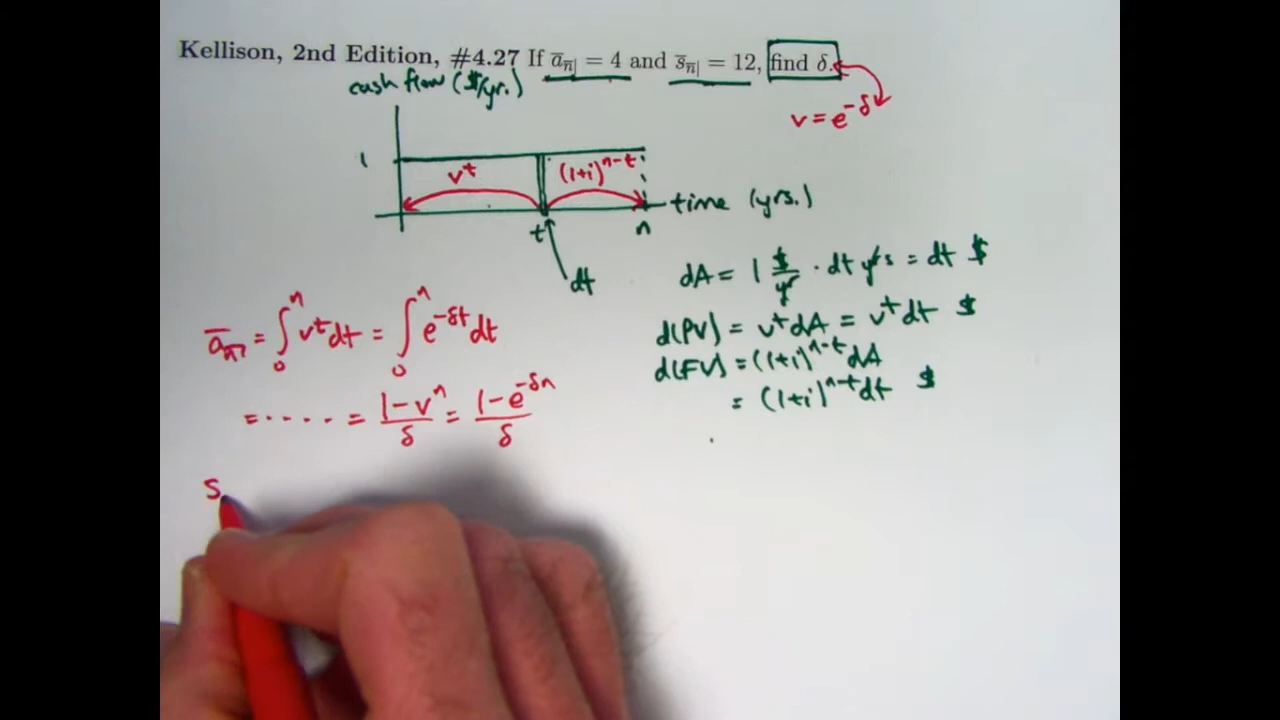 Kellison, 2nd Edition, #4.27 If a̅_n̅| = 4 and s̅_n̅| = 12, find δ.
cash flow ($/yr.)
v = e^-δ
1
v^t
(1+i)^n-t
time (yrs.)
t
n
dt
dA = 1 $/yr · dt yrs = dt $
d(PV) = v^t dA = v^t dt $
d(FV) = (1+i)^n-t dA
= (1+i)^n-t dt $
a̅_n̅| = ∫_0^n v^t dt = ∫_0^n e^-δt dt
= ····· = (1-v^n)/δ = (1-e^-δn)/δ
s